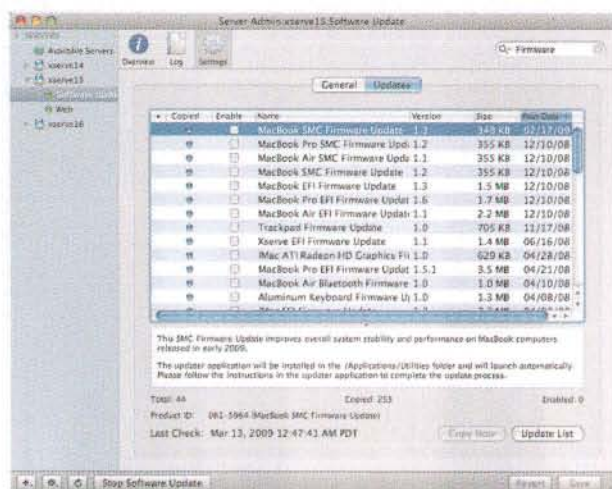 Server Admin:xserve15:Software Update
SERVERS
Available Servers
xserve14
xserve15
Software Update
Web
xserve16
Overview
Log
Settings
Firmware
General
Updates
Copied Enable Name Version Size Post Date
MacBook SMC Firmware Update 1.3 348 KB 02/17/09
MacBook Pro SMC Firmware Upda 1.2 355 KB 12/10/08
MacBook Air SMC Firmware Upda 1.1 355 KB 12/10/08
MacBook SMC Firmware Update 1.2 355 KB 12/10/08
MacBook EFI Firmware Update 1.3 1.5 MB 12/10/08
MacBook Pro EFI Firmware Updat 1.6 1.7 MB 12/10/08
MacBook Air EFI Firmware Updat 1.1 2.2 MB 12/10/08
Trackpad Firmware Update 1.0 705 KB 11/17/08
Xserve EFI Firmware Update 1.1 1.4 MB 06/16/08
iMac ATI Radeon HD Graphics Fir 1.0 629 KB 04/28/08
MacBook Pro EFI Firmware Updat 1.5.1 3.5 MB 04/21/08
MacBook Air Bluetooth Firmware 1.0 1.0 MB 04/10/08
Aluminum Keyboard Firmware U 1.0 1.3 MB 04/08/08
This SMC Firmware Update improves overall system stability and performance on MacBook computers
released in early 2009.
The updater application will be installed in the /Applications/Utilities folder and will launch automatically.
Please follow the instructions in the updater application to complete the update process.
Total: 44 Copied: 253 Enabled: 0
Product ID: 061-5964 (MacBook SMC Firmware Update)
Last Check: Mar 13, 2009 12:47:41 AM PDT
Copy Now
Update List
Stop Software Update
Revert
Save